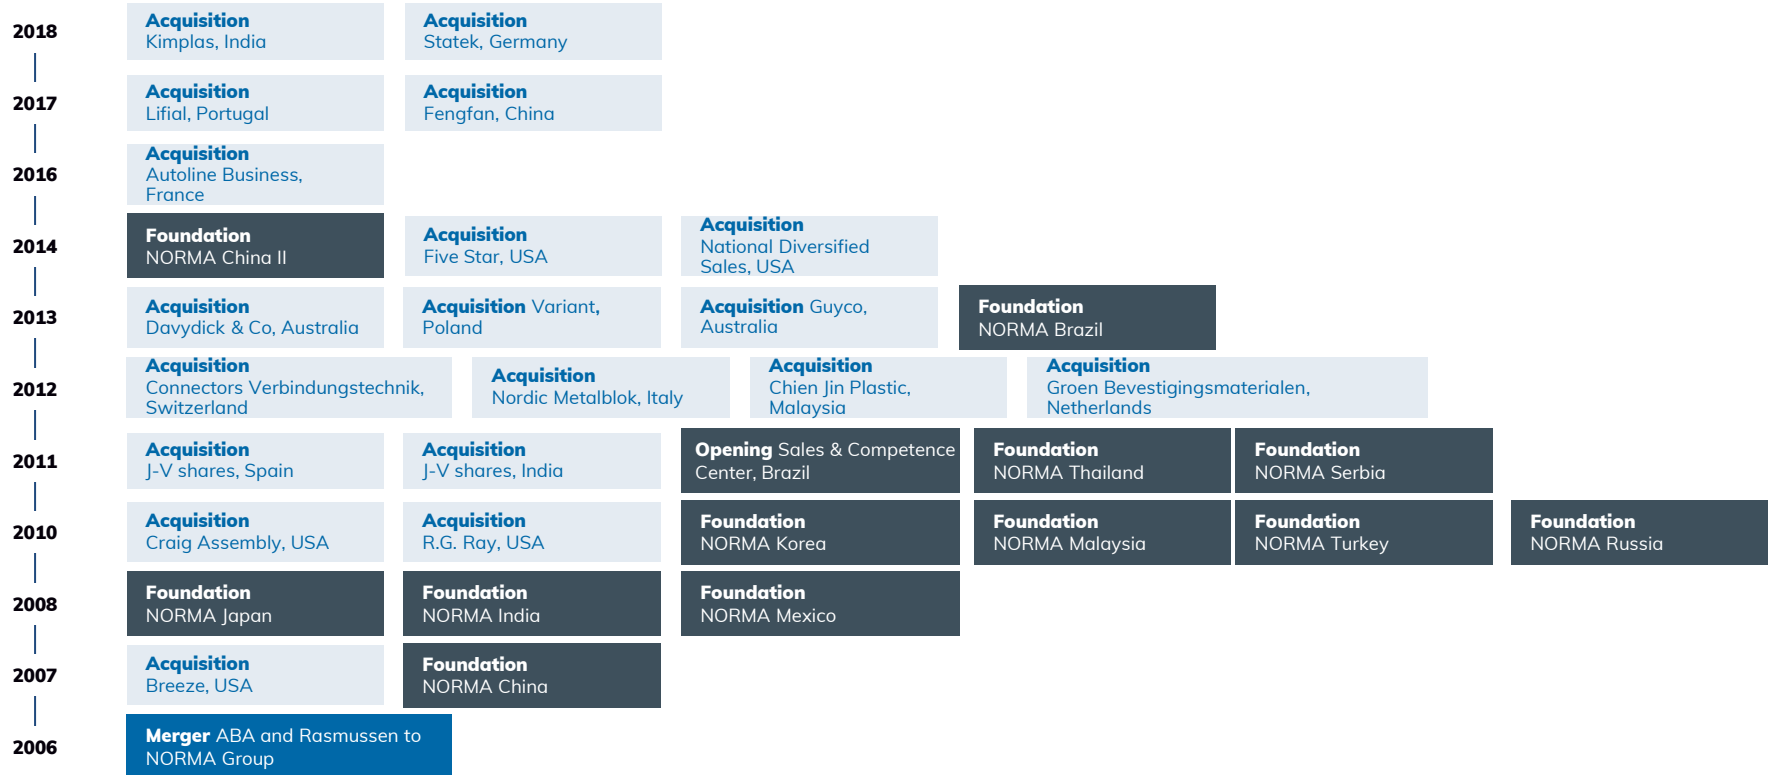 2018
Acquisition
Kimplas, India
Acquisition
Statek, Germany
2017
Acquisition
Lifial, Portugal
Acquisition
Fengfan, China
2016
Acquisition
Autoline Business,
France
2014
Foundation
NORMA China II
Acquisition
Five Star, USA
Acquisition
National Diversified
Sales, USA
2013
Acquisition
Davydick & Co, Australia
Acquisition Variant,
Poland
Acquisition Guyco,
Australia
Foundation
NORMA Brazil
2012
Acquisition
Connectors Verbindungstechnik,
Switzerland
Acquisition
Nordic Metalblok, Italy
Acquisition
Chien Jin Plastic,
Malaysia
Acquisition
Groen Bevestigingsmaterialen,
Netherlands
2011
Acquisition
J-V shares, Spain
Acquisition
J-V shares, India
Opening Sales & Competence
Center, Brazil
Foundation
NORMA Thailand
Foundation
NORMA Serbia
2010
Acquisition
Craig Assembly, USA
Acquisition
R.G. Ray, USA
Foundation
NORMA Korea
Foundation
NORMA Malaysia
Foundation
NORMA Turkey
Foundation
NORMA Russia
2008
Foundation
NORMA Japan
Foundation
NORMA India
Foundation
NORMA Mexico
2007
Acquisition
Breeze, USA
Foundation
NORMA China
2006
Merger ABA and Rasmussen to
NORMA Group